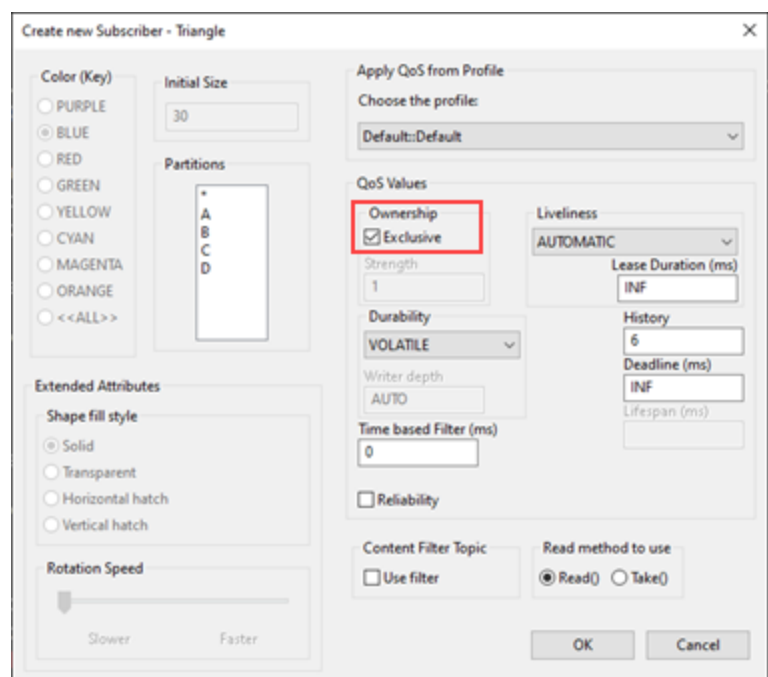 Create new Subscriber - Triangle
Color (Key)
PURPLE
BLUE
RED
GREEN
YELLOW
CYAN
MAGENTA
ORANGE
<<ALL>>
Initial Size
30
Partitions
*
A
B
C
D
Extended Attributes
Shape fill style
Solid
Transparent
Horizontal hatch
Vertical hatch
Rotation Speed
Slower Faster
Apply QoS from Profile
Choose the profile:
Default::Default
QoS Values
Ownership
Exclusive
Strength
1
Liveliness
AUTOMATIC
Lease Duration (ms)
INF
Durability
VOLATILE
Writer depth
AUTO
Time based Filter (ms)
0
History
6
Deadline (ms)
INF
Lifespan (ms)
Reliability
Content Filter Topic
Use filter
Read method to use
Read() Take()
OK Cancel